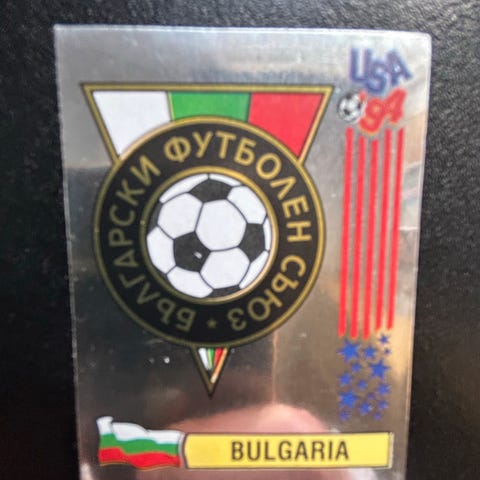 USA
'94
БЪЛГАРСКИ ФУТБОЛЕН СЪЮЗ
BULGARIA